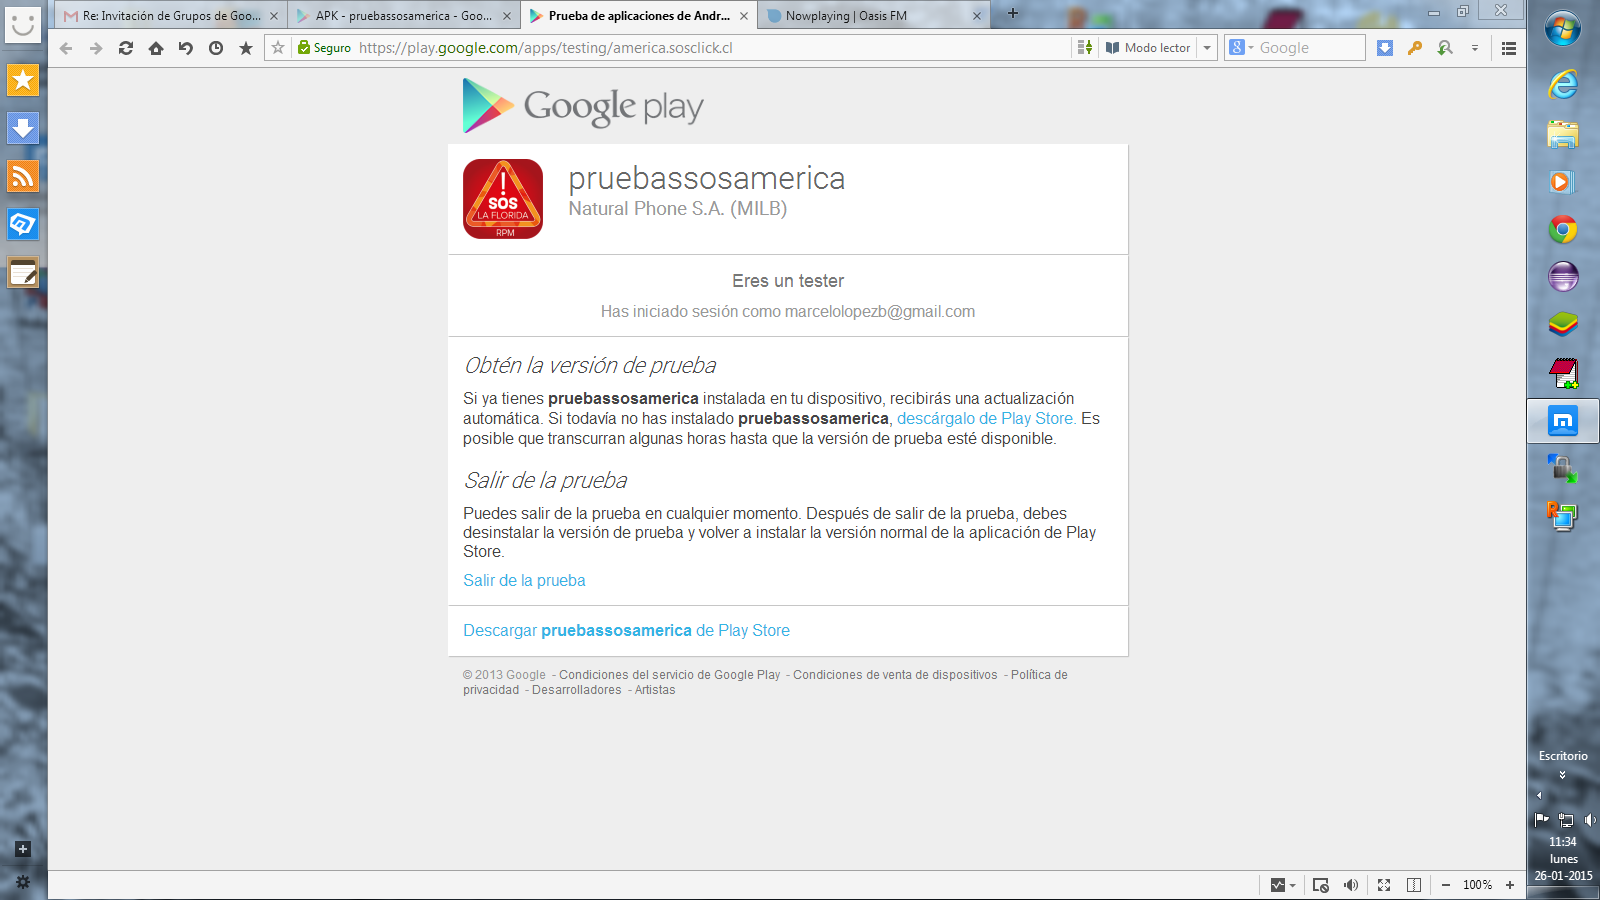 Re: Invitación de Grupos de Goo...
APK - pruebassosamerica - Goo...
Prueba de aplicaciones de Andr...
Nowplaying | Oasis FM
Seguro
https://play.google.com/apps/testing/america.sosclick.cl
Modo lector
8
Google
Google play
!
SOS
LA FLORIDA
RPM
pruebassosamerica
Natural Phone S.A. (MILB)
Eres un tester
Has iniciado sesión como marcelolopezb@gmail.com
Obtén la versión de prueba
Si ya tienes pruebassosamerica instalada en tu dispositivo, recibirás una actualización
automática. Si todavía no has instalado pruebassosamerica, descárgalo de Play Store. Es
posible que transcurran algunas horas hasta que la versión de prueba esté disponible.
Salir de la prueba
Puedes salir de la prueba en cualquier momento. Después de salir de la prueba, debes
desinstalar la versión de prueba y volver a instalar la versión normal de la aplicación de Play
Store.
Salir de la prueba
Descargar pruebassosamerica de Play Store
© 2013 Google - Condiciones del servicio de Google Play - Condiciones de venta de dispositivos - Política de
privacidad - Desarrolladores - Artistas
100%
Escritorio
11:34
lunes
26-01-2015